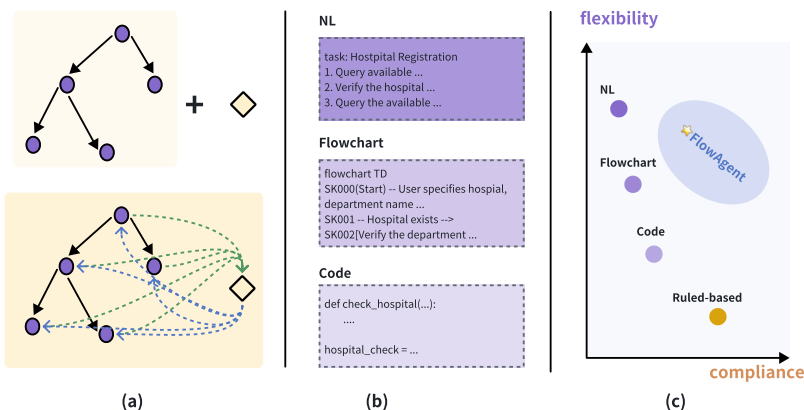 NL
task: Hostpital Registration
1. Query available ...
2. Verify the hospital ...
3. Query the available ...
Flowchart
flowchart TD
SK000(Start) -- User specifies hospial,
department name ...
SK001 -- Hospital exists -->
SK002[Verify the department ...
Code
def check_hospital(...):
....
hospital_check = ...
flexibility
NL
FlowAgent
Flowchart
Code
Ruled-based
compliance
(a)
(b)
(c)